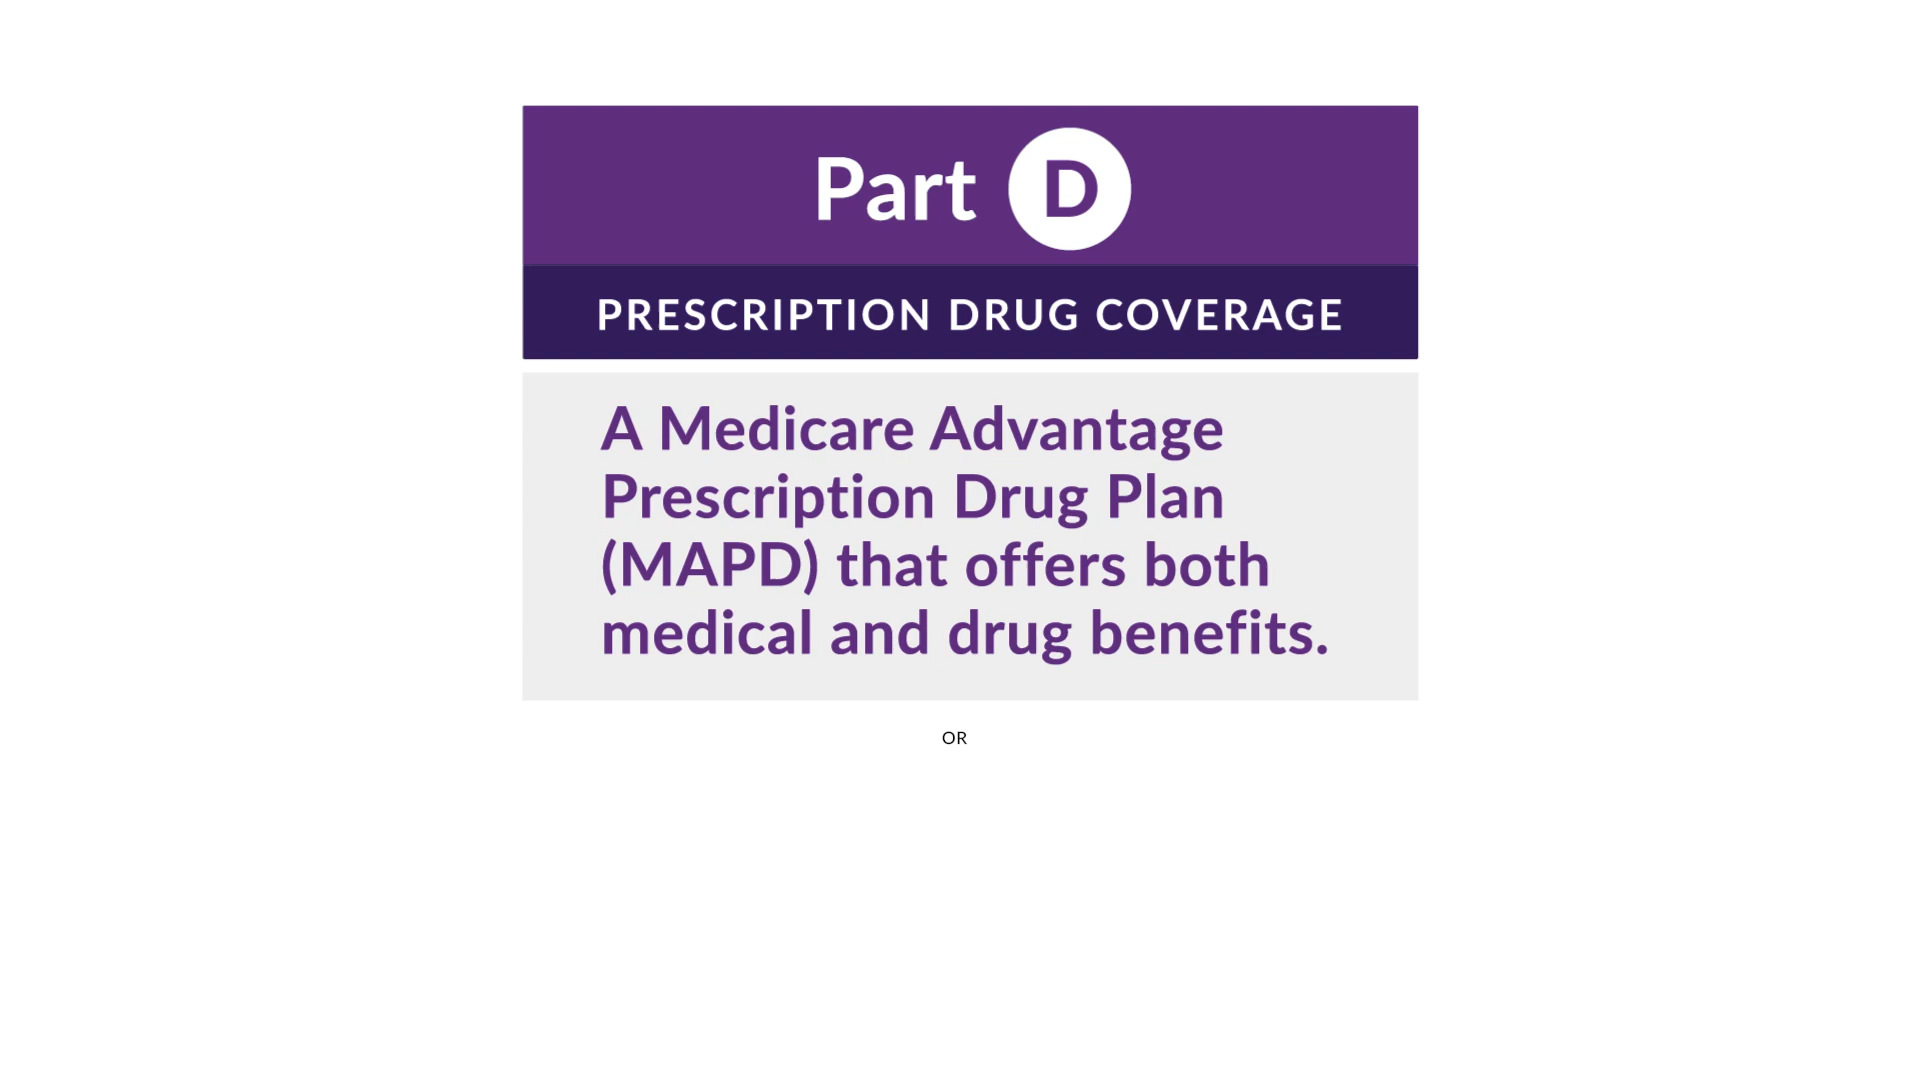 Part D
PRESCRIPTION DRUG COVERAGE
A Medicare Advantage
Prescription Drug Plan
(MAPD) that offers both
medical and drug benefits.
OR